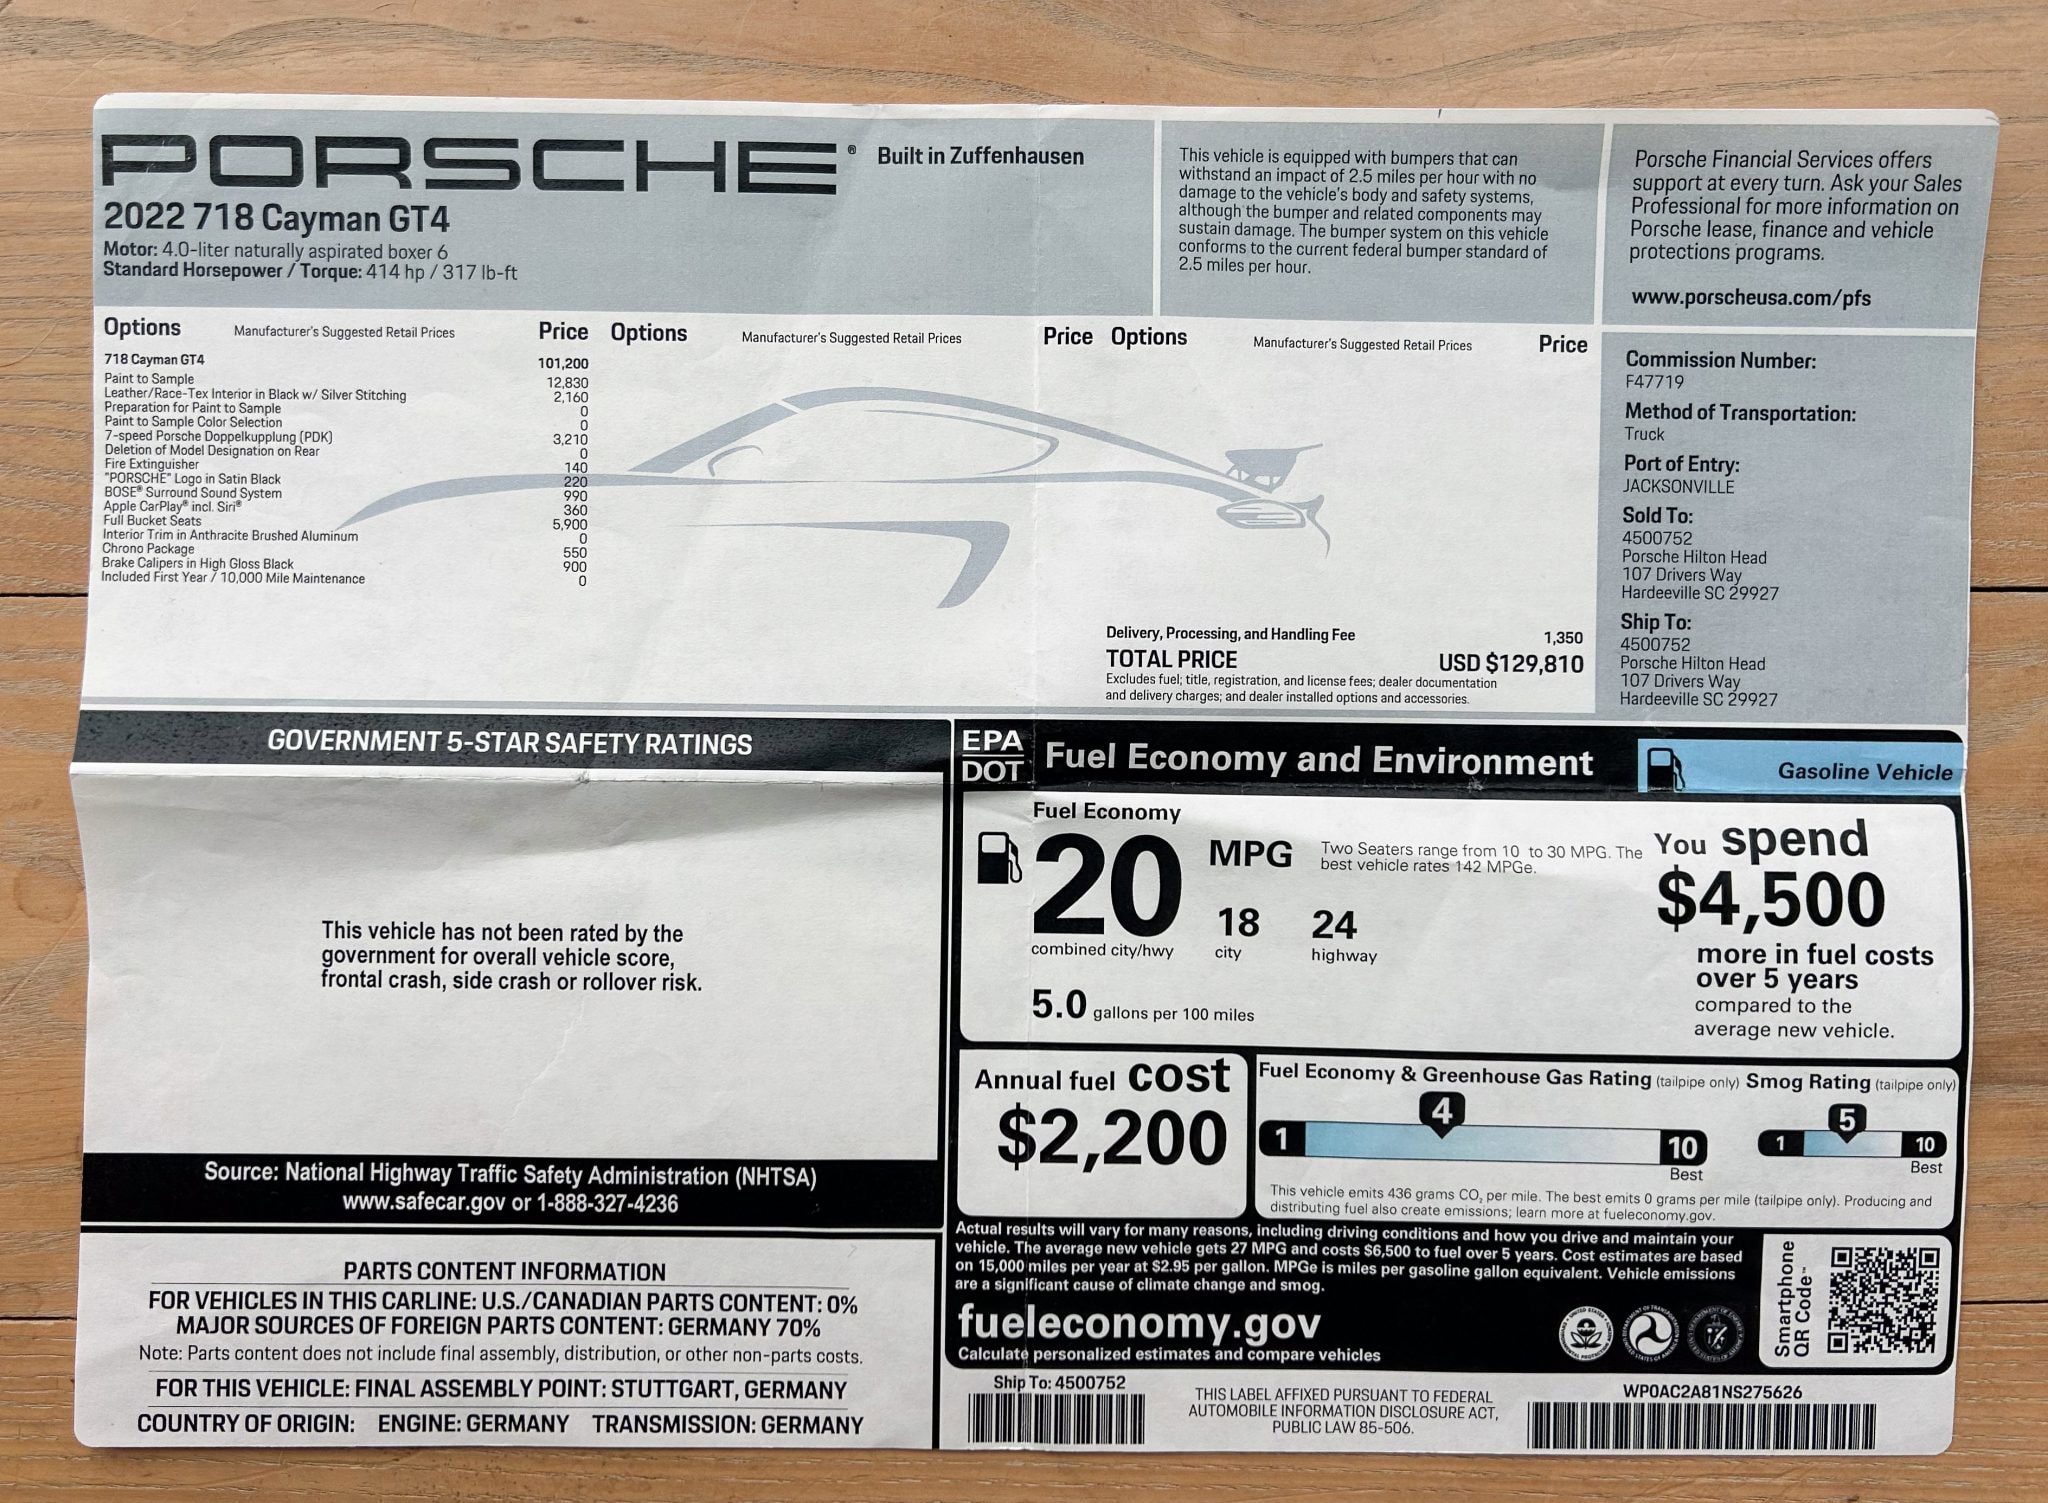 PORSCHE® Built in Zuffenhausen
2022 718 Cayman GT4
Motor: 4.0-liter naturally aspirated boxer 6
Standard Horsepower / Torque: 414 hp / 317 lb-ft
This vehicle is equipped with bumpers that can
withstand an impact of 2.5 miles per hour with no
damage to the vehicle's body and safety systems,
although the bumper and related components may
sustain damage. The bumper system on this vehicle
conforms to the current federal bumper standard of
2.5 miles per hour.
Porsche Financial Services offers
support at every turn. Ask your Sales
Professional for more information on
Porsche lease, finance and vehicle
protections programs.
www.porscheusa.com/pfs
Options Manufacturer's Suggested Retail Prices Price Options Manufacturer's Suggested Retail Prices Price Options Manufacturer's Suggested Retail Prices Price
718 Cayman GT4 101,200
Paint to Sample 12,830
Leather/Race-Tex Interior in Black w/ Silver Stitching 2,160
Preparation for Paint to Sample 0
Paint to Sample Color Selection 0
7-speed Porsche Doppelkupplung (PDK) 3,210
Deletion of Model Designation on Rear 0
Fire Extinguisher 140
"PORSCHE" Logo in Satin Black 220
BOSE® Surround Sound System 990
Apple CarPlay® incl. Siri® 360
Full Bucket Seats 5,900
Interior Trim in Anthracite Brushed Aluminum 0
Chrono Package 550
Brake Calipers in High Gloss Black 900
Included First Year / 10,000 Mile Maintenance 0
Delivery, Processing, and Handling Fee 1,350
TOTAL PRICE USD $129,810
Excludes fuel; title, registration, and license fees; dealer documentation
and delivery charges; and dealer installed options and accessories.
Commission Number:
F47719
Method of Transportation:
Truck
Port of Entry:
JACKSONVILLE
Sold To:
4500752
Porsche Hilton Head
107 Drivers Way
Hardeeville SC 29927
Ship To:
4500752
Porsche Hilton Head
107 Drivers Way
Hardeeville SC 29927
GOVERNMENT 5-STAR SAFETY RATINGS
This vehicle has not been rated by the
government for overall vehicle score,
frontal crash, side crash or rollover risk.
Source: National Highway Traffic Safety Administration (NHTSA)
www.safecar.gov or 1-888-327-4236
PARTS CONTENT INFORMATION
FOR VEHICLES IN THIS CARLINE: U.S./CANADIAN PARTS CONTENT: 0%
MAJOR SOURCES OF FOREIGN PARTS CONTENT: GERMANY 70%
Note: Parts content does not include final assembly, distribution, or other non-parts costs.
FOR THIS VEHICLE: FINAL ASSEMBLY POINT: STUTTGART, GERMANY
COUNTRY OF ORIGIN: ENGINE: GERMANY TRANSMISSION: GERMANY
EPA
DOT
Fuel Economy and Environment
Gasoline Vehicle
Fuel Economy
20 MPG
combined city/hwy
18
city
24
highway
Two Seaters range from 10 to 30 MPG. The
best vehicle rates 142 MPGe.
5.0 gallons per 100 miles
You spend
$4,500
more in fuel costs
over 5 years
compared to the
average new vehicle.
Annual fuel cost
$2,200
Fuel Economy & Greenhouse Gas Rating (tailpipe only)
4
1 10
Best
Smog Rating (tailpipe only)
5
1 10
Best
This vehicle emits 436 grams CO₂ per mile. The best emits 0 grams per mile (tailpipe only). Producing and
distributing fuel also create emissions; learn more at fueleconomy.gov.
Actual results will vary for many reasons, including driving conditions and how you drive and maintain your
vehicle. The average new vehicle gets 27 MPG and costs $6,500 to fuel over 5 years. Cost estimates are based
on 15,000 miles per year at $2.95 per gallon. MPGe is miles per gasoline gallon equivalent. Vehicle emissions
are a significant cause of climate change and smog.
fueleconomy.gov
Calculate personalized estimates and compare vehicles
Smartphone
QR Code™
Ship To: 4500752
THIS LABEL AFFIXED PURSUANT TO FEDERAL
AUTOMOBILE INFORMATION DISCLOSURE ACT,
PUBLIC LAW 85-506.
WP0AC2A81NS275626